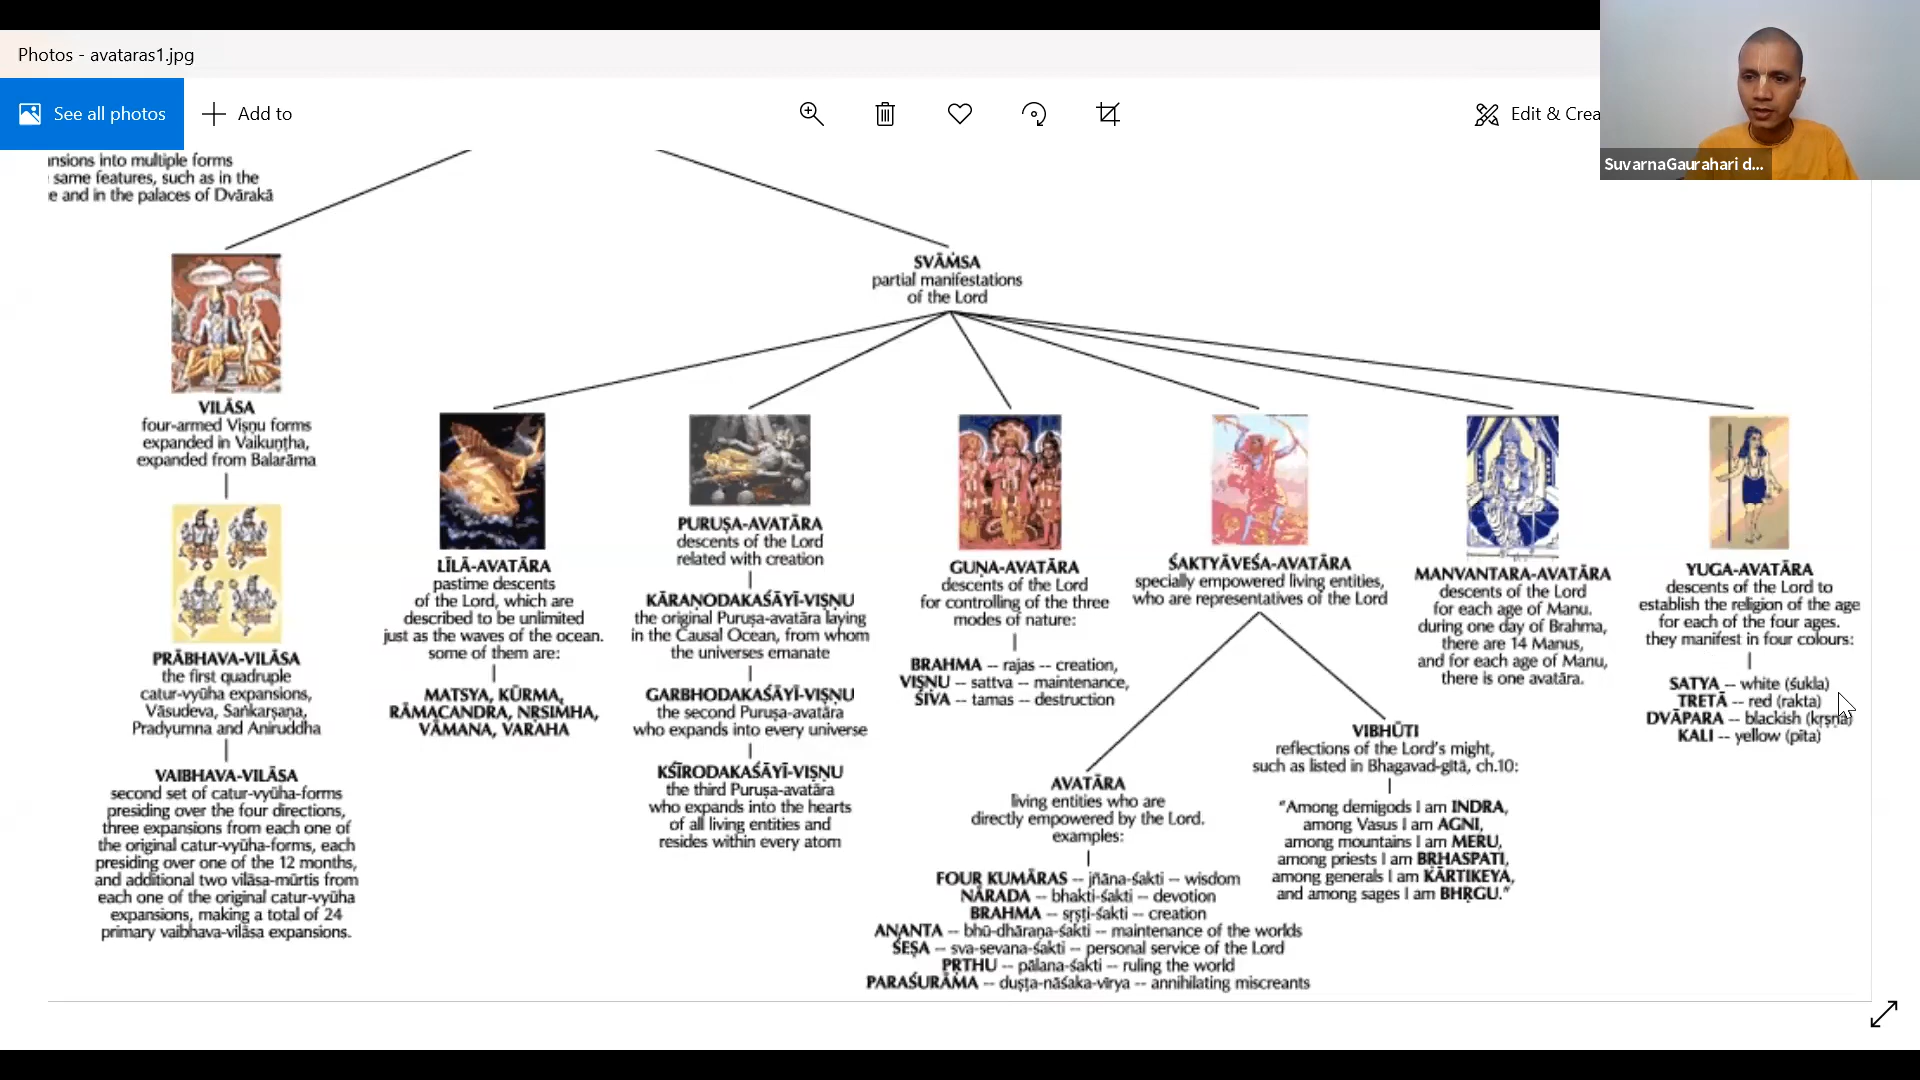 Photos - avataras1.jpg
See all photos
Add to
Edit & Crea
SuvarnaGaurahari d...
nsions into multiple forms
same features, such as in the
e and in the palaces of Dvārakā
SVĀṀSA
partial manifestations
of the Lord
VILĀSA
four-armed Viṣṇu forms
expanded in Vaikuṇṭha,
expanded from Balarāma
PRĀBHAVA-VILĀSA
the first quadruple
catur-vyūha expansions,
Vāsudeva, Saṅkarṣaṇa,
Pradyumna and Aniruddha
VAIBHAVA-VILĀSA
second set of catur-vyūha-forms
presiding over the four directions,
three expansions from each one of
the original catur-vyūha-forms, each
presiding over one of the 12 months,
and additional two vilāsa-mūrtis from
each one of the original catur-vyūha
expansions, making a total of 24
primary vaibhava-vilāsa expansions.
LĪLĀ-AVATĀRA
pastime descents
of the Lord, which are
described to be unlimited
just as the waves of the ocean.
some of them are:
MATSYA, KŪRMA,
RĀMACANDRA, NṚSIṀHA,
VĀMANA, VARAHA
PURUṢA-AVATĀRA
descents of the Lord
related with creation
KĀRAṆODAKAŚĀYĪ-VIṢṆU
the original Puruṣa-avatāra laying
in the Causal Ocean, from whom
the universes emanate
GARBHODAKAŚĀYĪ-VIṢṆU
the second Puruṣa-avatāra
who expands into every universe
KṢĪRODAKAŚĀYĪ-VIṢṆU
the third Puruṣa-avatāra
who expands into the hearts
of all living entities and
resides within every atom
GUṆA-AVATĀRA
descents of the Lord
for controlling of the three
modes of nature:
BRAHMA -- rajas -- creation,
VIṢṆU -- sattva -- maintenance,
ŚIVA -- tamas -- destruction
ŚAKTYĀVEŚA-AVATĀRA
specially empowered living entities,
who are representatives of the Lord
AVATĀRA
living entities who are
directly empowered by the Lord.
examples:
FOUR KUMĀRAS -- jñāna-śakti -- wisdom
NĀRADA -- bhakti-śakti -- devotion
BRAHMA -- sṛṣṭi-śakti -- creation
ANANTA -- bhū-dhāraṇa-śakti -- maintenance of the worlds
ŚEṢA -- sva-sevana-śakti -- personal service of the Lord
PṚTHU -- pālana-śakti -- ruling the world
PARAŚURĀMA -- duṣṭa-nāśaka-vīrya -- annihilating miscreants
VIBHŪTI
reflections of the Lord's might,
such as listed in Bhagavad-gītā, ch.10:
"Among demigods I am INDRA,
among Vasus I am AGNI,
among mountains I am MERU,
among priests I am BṚHASPATI,
among generals I am KĀRTIKEYA,
and among sages I am BHṚGU."
MANVANTARA-AVATĀRA
descents of the Lord
for each age of Manu.
during one day of Brahma,
there are 14 Manus,
and for each age of Manu,
there is one avatāra.
YUGA-AVATĀRA
descents of the Lord to
establish the religion of the age
for each of the four ages.
they manifest in four colours:
SATYA -- white (śukla)
TRETĀ -- red (rakta)
DVĀPARA -- blackish (kṛṣṇa)
KALI -- yellow (pīta)